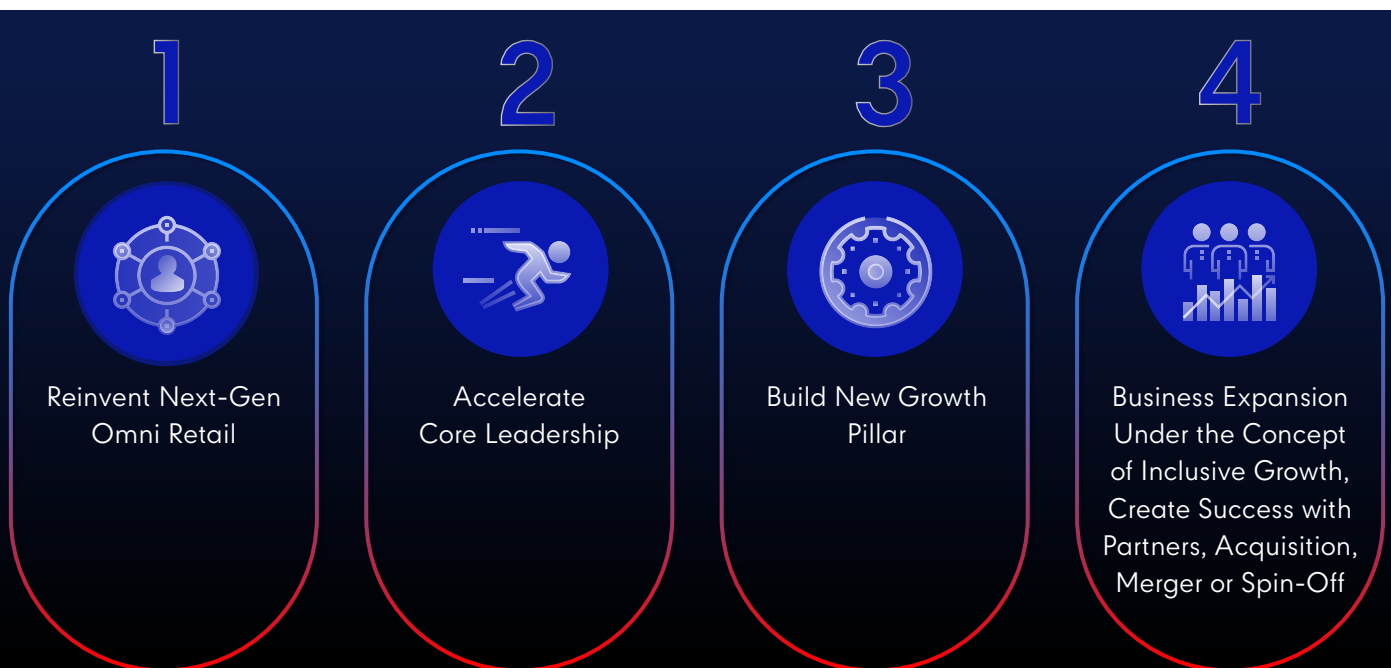 1
Reinvent Next-Gen
Omni Retail
2
Accelerate
Core Leadership
3
Build New Growth
Pillar
4
Business Expansion
Under the Concept
of Inclusive Growth,
Create Success with
Partners, Acquisition,
Merger or Spin-Off